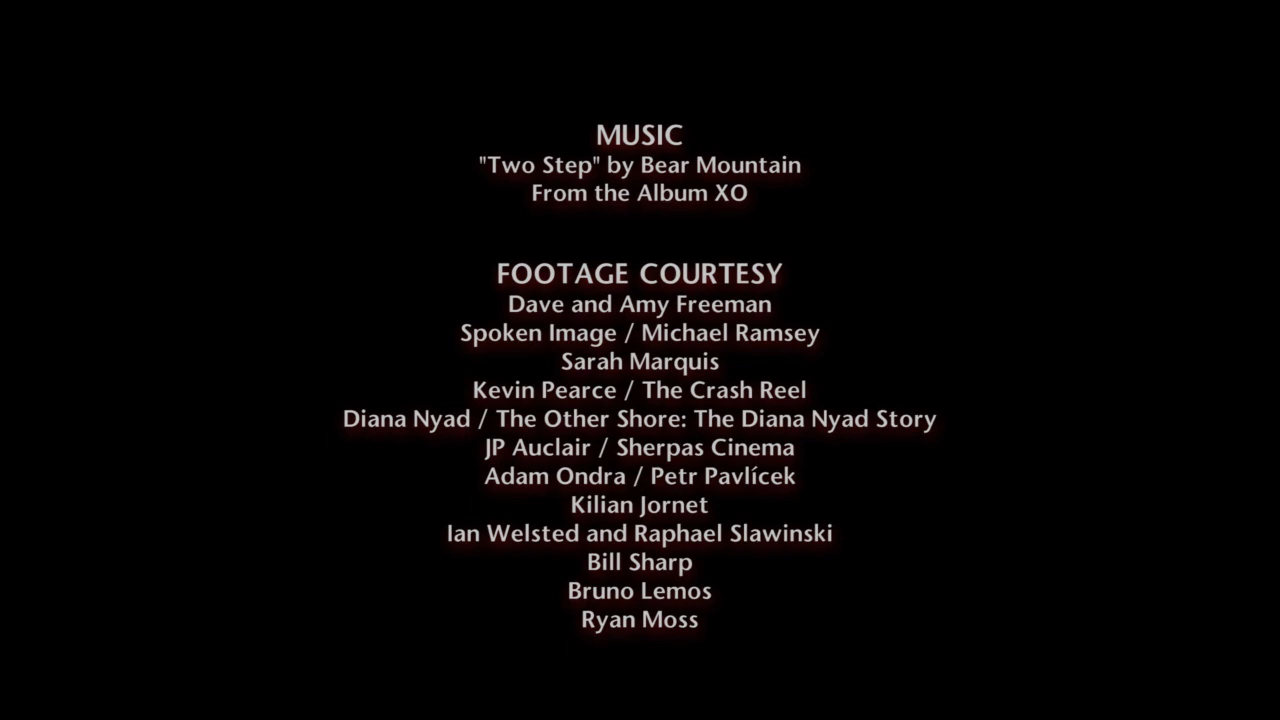 MUSIC
"Two Step" by Bear Mountain
From the Album XO
FOOTAGE COURTESY
Dave and Amy Freeman
Spoken Image / Michael Ramsey
Sarah Marquis
Kevin Pearce / The Crash Reel
Diana Nyad / The Other Shore: The Diana Nyad Story
JP Auclair / Sherpas Cinema
Adam Ondra / Petr Pavlícek
Kilian Jornet
Ian Welsted and Raphael Slawinski
Bill Sharp
Bruno Lemos
Ryan Moss